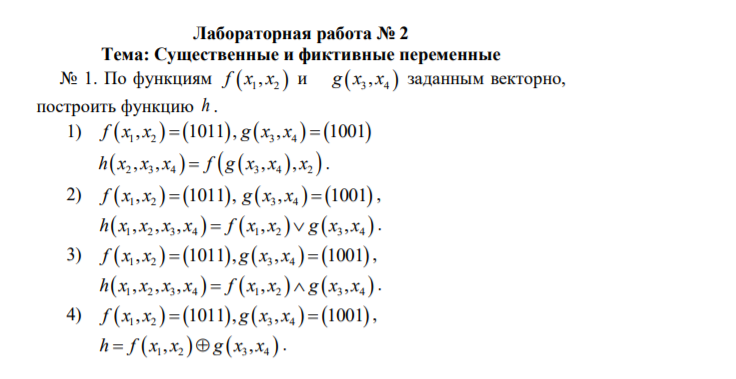 Лабораторная работа № 2
Тема: Существенные и фиктивные переменные
№ 1. По функциям f(x₁,x₂) и g(x₃,x₄) заданным векторно,
построить функцию h.
1) f(x₁,x₂)=(1011), g(x₃,x₄)=(1001)
h(x₂,x₃,x₄)=f(g(x₃,x₄),x₂).
2) f(x₁,x₂)=(1011), g(x₃,x₄)=(1001),
h(x₁,x₂,x₃,x₄)=f(x₁,x₂)∨g(x₃,x₄).
3) f(x₁,x₂)=(1011), g(x₃,x₄)=(1001),
h(x₁,x₂,x₃,x₄)=f(x₁,x₂)∧g(x₃,x₄).
4) f(x₁,x₂)=(1011), g(x₃,x₄)=(1001),
h=f(x₁,x₂)⊕g(x₃,x₄).